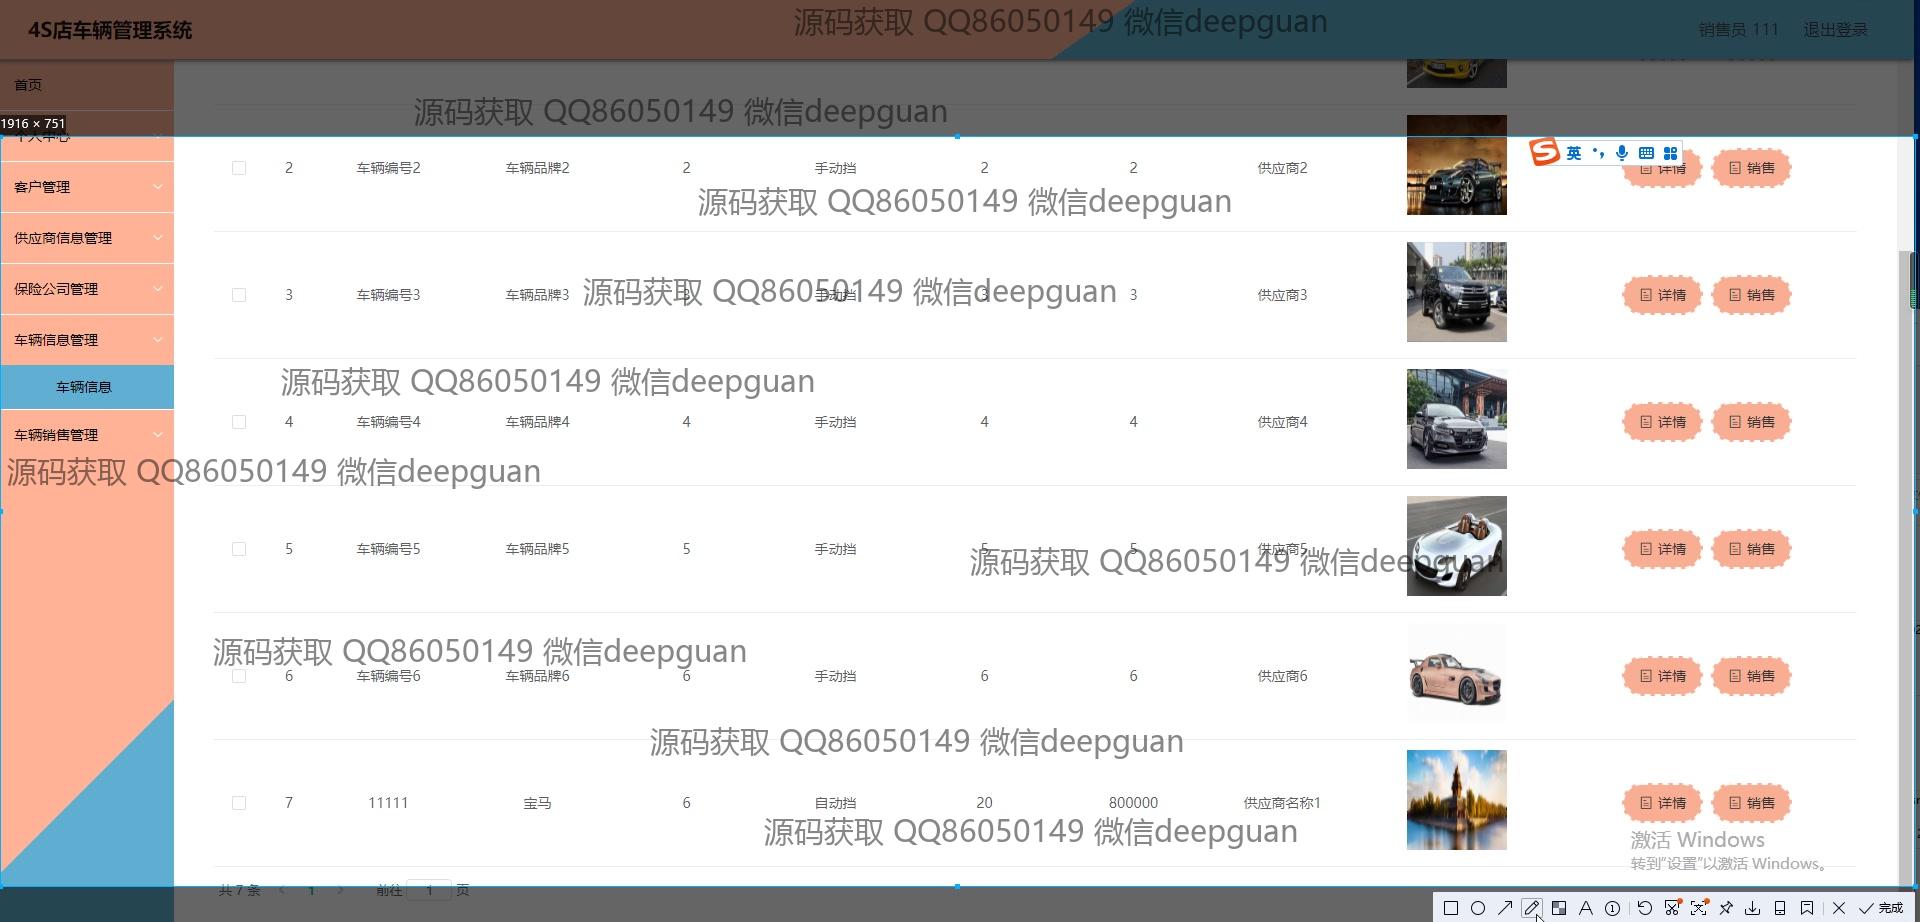 源码获取 QQ86050149 微信deepguan
4S店车辆管理系统
销售员 111 退出登录
首页
源码获取 QQ86050149 微信deepguan
1916 × 751
个人中心
2 车辆编号2 车辆品牌2 2 手动挡 2 2 供应商2 详情 销售
英
客户管理
源码获取 QQ86050149 微信deepguan
供应商信息管理
保险公司管理
源码获取 QQ86050149 微信deepguan
3 车辆编号3 车辆品牌3 3 手动挡 3 3 供应商3 详情 销售
车辆信息管理
车辆信息
源码获取 QQ86050149 微信deepguan
4 车辆编号4 车辆品牌4 4 手动挡 4 4 供应商4 详情 销售
车辆销售管理
源码获取 QQ86050149 微信deepguan
5 车辆编号5 车辆品牌5 5 手动挡 5 5 供应商5 详情 销售
源码获取 QQ86050149 微信deepguan
源码获取 QQ86050149 微信deepguan
6 车辆编号6 车辆品牌6 6 手动挡 6 6 供应商6 详情 销售
源码获取 QQ86050149 微信deepguan
7 11111 宝马 6 自动挡 20 800000 供应商名称1 详情 销售
源码获取 QQ86050149 微信deepguan
激活 Windows
转到“设置”以激活 Windows。
共 7 条 < 1 > 前往 1 页
完成